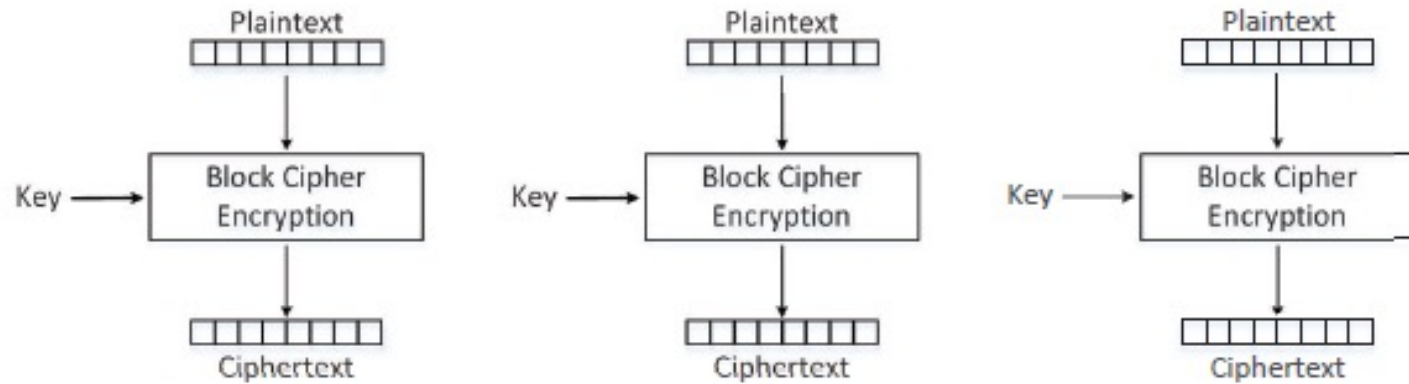 Plaintext Plaintext Plaintext
Key Block Cipher Encryption Key Block Cipher Encryption Key Block Cipher Encryption
Ciphertext Ciphertext Ciphertext